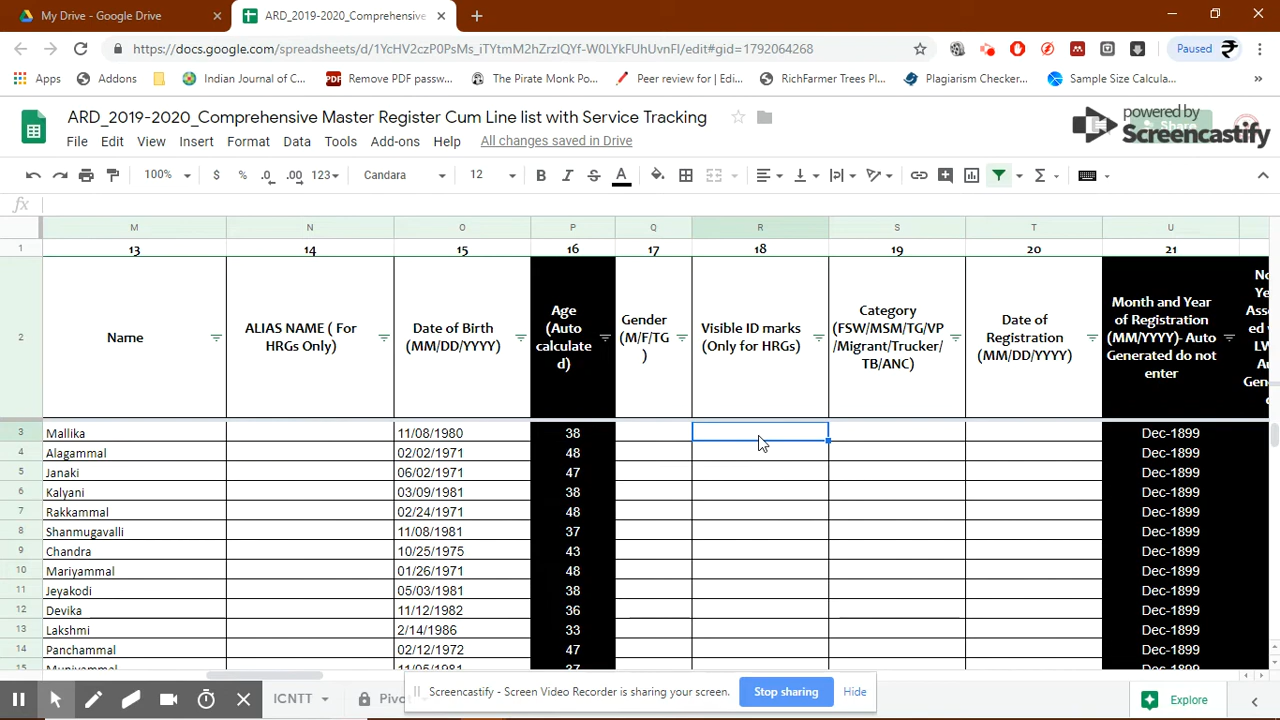 My Drive - Google Drive
ARD_2019-2020_Comprehensive
https://docs.google.com/spreadsheets/d/1YcHV2czP0PsMs_iTYtmM2hZrzIQYf-W0LYkFUhUvnFI/edit#gid=1792064268
Paused
Apps
Addons
Indian Journal of C...
PDF
Remove PDF passw...
The Pirate Monk Po...
Peer review for | Edi...
RichFarmer Trees Pl...
Plagiarism Checker...
Sample Size Calcula...
ARD_2019-2020_Comprehensive Master Register Cum Line list with Service Tracking
powered by
Screencastify
File Edit View Insert Format Data Tools Add-ons Help All changes saved in Drive
100% $ % .0 .00 123 Candara 12 B I S A
fx
M N O P Q R S T U
1 13 14 15 16 17 18 19 20 21
2
Name
ALIAS NAME ( For
HRGs Only)
Date of Birth
(MM/DD/YYYY)
Age
(Auto
calculate
d)
Gender
(M/F/TG
)
Visible ID marks
(Only for HRGs)
Category
(FSW/MSM/TG/VP
/Migrant/Trucker/
TB/ANC)
Date of
Registration
(MM/DD/YYYY)
Month and Year
of Registration
(MM/YYYY)- Auto
Generated do not
enter
3 Mallika 11/08/1980 38 Dec-1899
4 Alagammal 02/02/1971 48 Dec-1899
5 Janaki 06/02/1971 47 Dec-1899
6 Kalyani 03/09/1981 38 Dec-1899
7 Rakkammal 02/24/1971 48 Dec-1899
8 Shanmugavalli 11/08/1981 37 Dec-1899
9 Chandra 10/25/1975 43 Dec-1899
10 Mariyammal 01/26/1971 48 Dec-1899
11 Jeyakodi 05/03/1981 38 Dec-1899
12 Devika 11/12/1982 36 Dec-1899
13 Lakshmi 2/14/1986 33 Dec-1899
14 Panchammal 02/12/1972 47 Dec-1899
ICNTT
Screencastify - Screen Video Recorder is sharing your screen.
Stop sharing
Hide
Explore